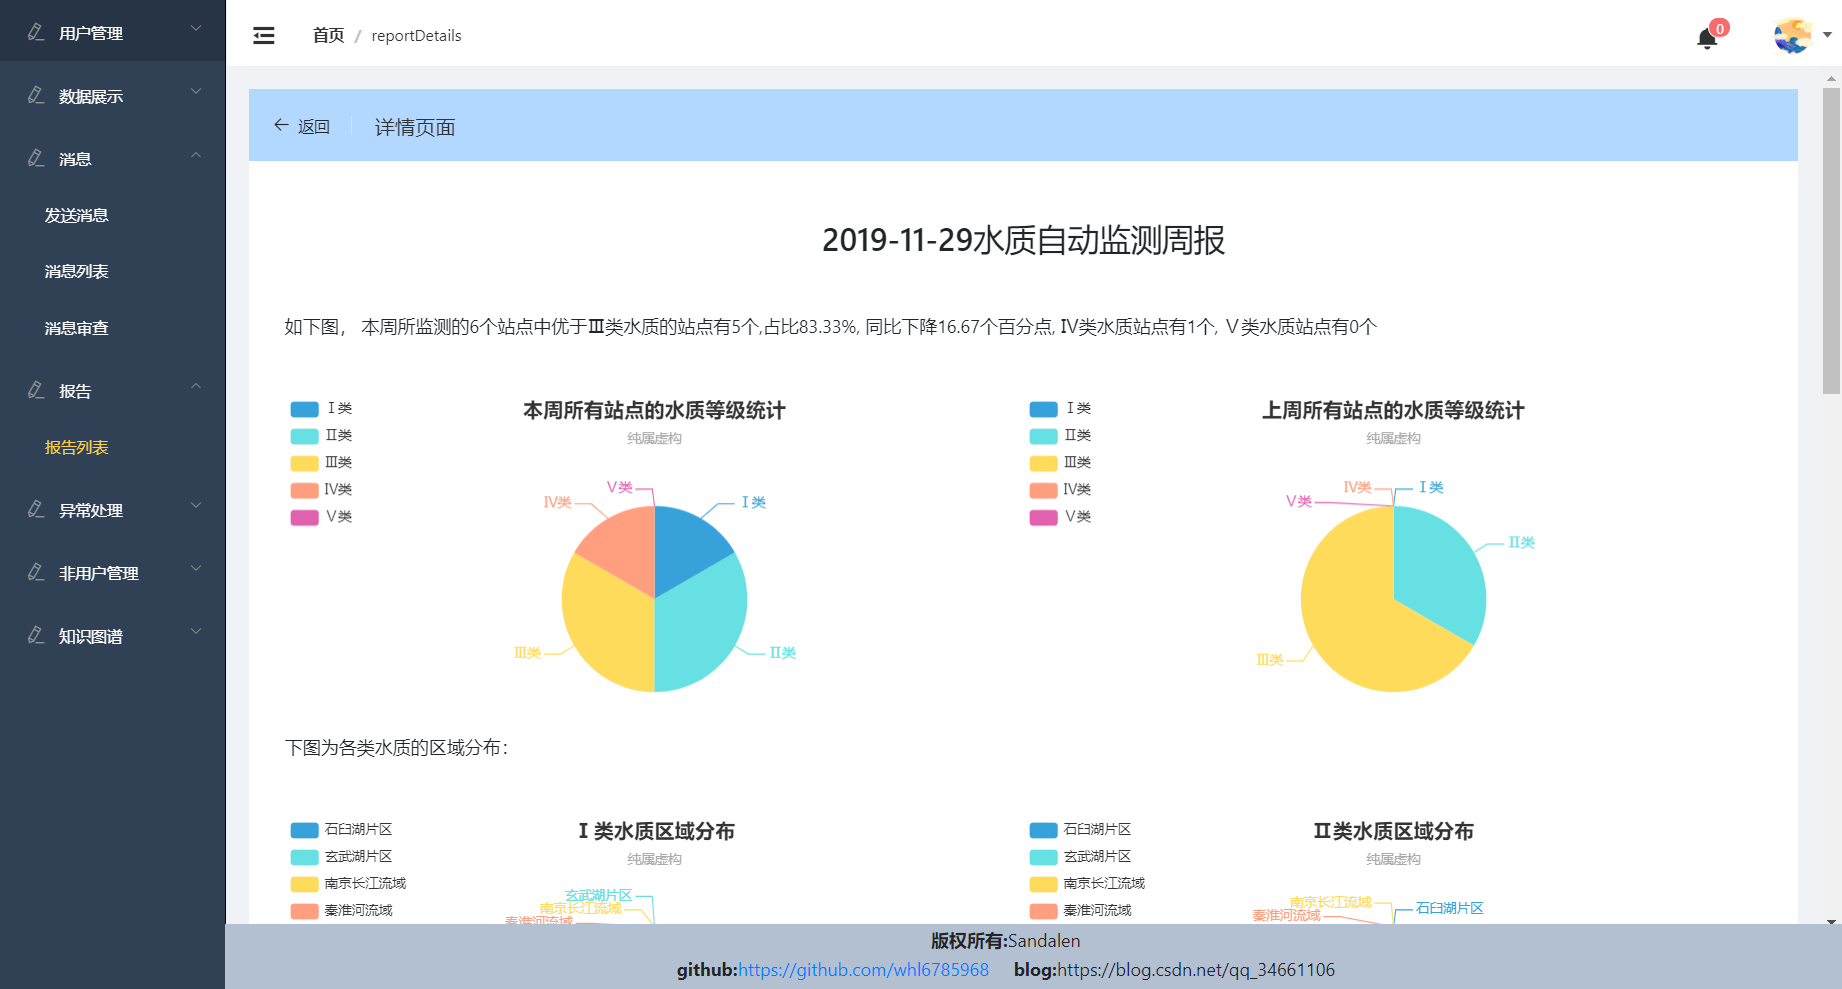 用户管理
数据展示
消息
发送消息
消息列表
消息审查
报告
报告列表
异常处理
非用户管理
知识图谱
首页 / reportDetails
0
返回
详情页面
2019-11-29水质自动监测周报
如下图， 本周所监测的6个站点中优于Ⅲ类水质的站点有5个,占比83.33%, 同比下降16.67个百分点, Ⅳ类水质站点有1个, Ⅴ类水质站点有0个
Ⅰ类
Ⅱ类
Ⅲ类
Ⅳ类
Ⅴ类
本周所有站点的水质等级统计
纯属虚构
Ⅴ类
Ⅳ类
Ⅰ类
Ⅲ类
Ⅱ类
Ⅰ类
Ⅱ类
Ⅲ类
Ⅳ类
Ⅴ类
上周所有站点的水质等级统计
纯属虚构
Ⅳ类
Ⅰ类
Ⅴ类
Ⅱ类
Ⅲ类
下图为各类水质的区域分布：
石臼湖片区
玄武湖片区
南京长江流域
秦淮河流域
Ⅰ类水质区域分布
纯属虚构
玄武湖片区
南京长江流域
秦淮河流域
石臼湖片区
玄武湖片区
南京长江流域
秦淮河流域
Ⅱ类水质区域分布
纯属虚构
南京长江流域
石臼湖片区
秦淮河流域
版权所有:Sandalen
github:https://github.com/whl6785968 blog:https://blog.csdn.net/qq_34661106